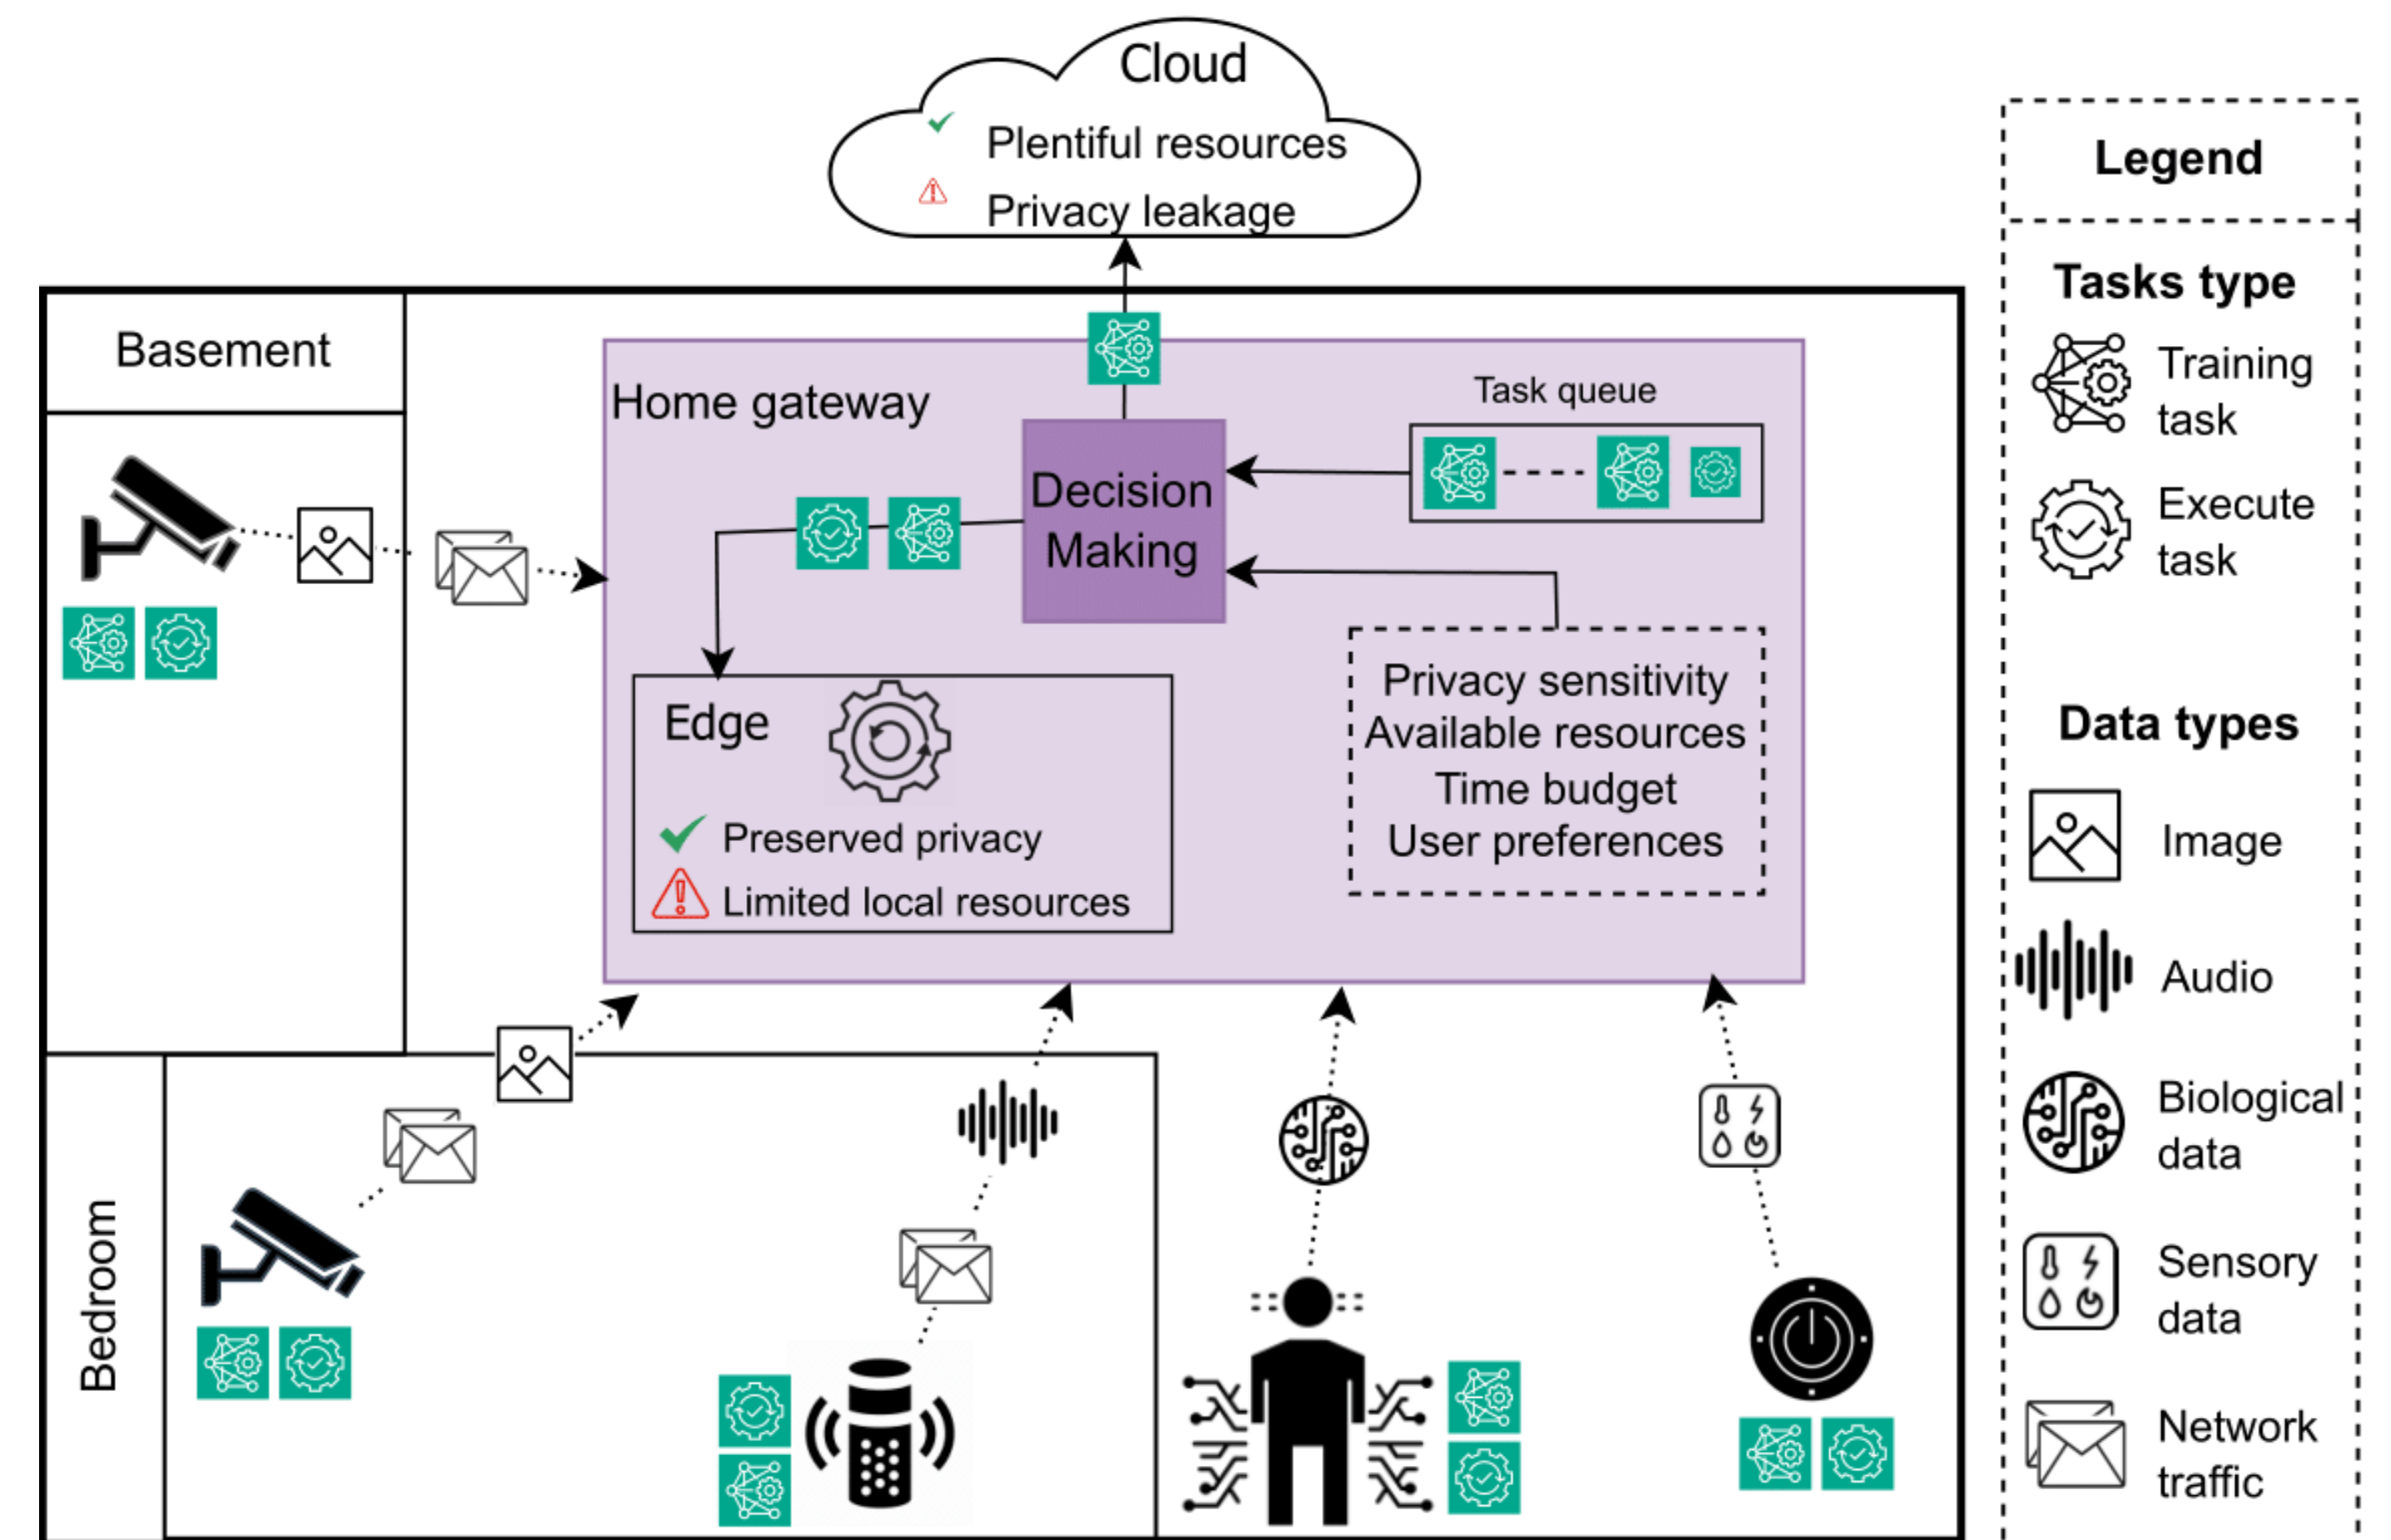 Cloud
Plentiful resources
Privacy leakage
Basement
Home gateway
Task queue
Decision
Making
Edge
Preserved privacy
Limited local resources
Privacy sensitivity
Available resources
Time budget
User preferences
Bedroom
Legend
Tasks type
Training
task
Execute
task
Data types
Image
Audio
Biological
data
Sensory
data
Network
traffic